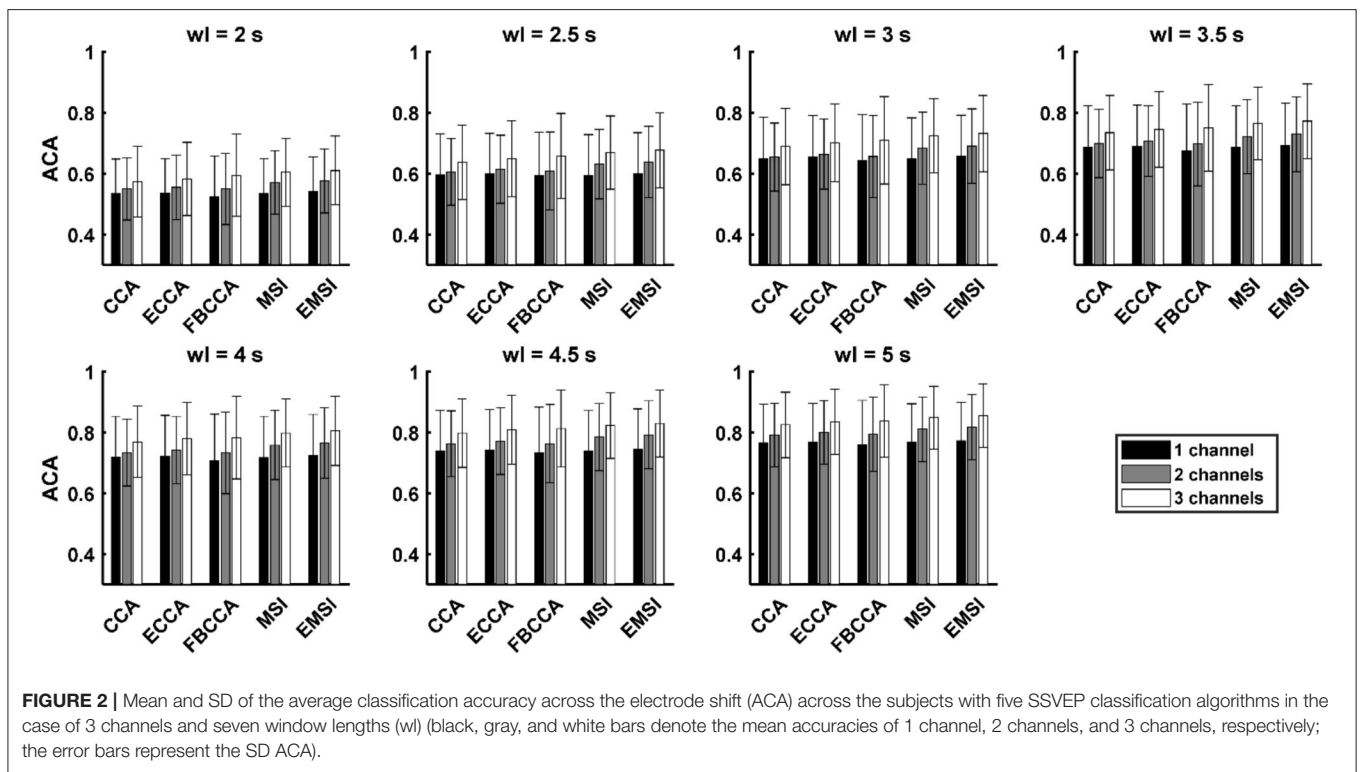 wl = 2 s
wl = 2.5 s
wl = 3 s
wl = 3.5 s
ACA
1
0.8
0.6
0.4
CCA
ECCA
FBCCA
MSI
EMSI
1
0.8
0.6
0.4
CCA
ECCA
FBCCA
MSI
EMSI
1
0.8
0.6
0.4
CCA
ECCA
FBCCA
MSI
EMSI
1
0.8
0.6
0.4
CCA
ECCA
FBCCA
MSI
EMSI
wl = 4 s
wl = 4.5 s
wl = 5 s
ACA
1
0.8
0.6
0.4
CCA
ECCA
FBCCA
MSI
EMSI
1
0.8
0.6
0.4
CCA
ECCA
FBCCA
MSI
EMSI
1
0.8
0.6
0.4
CCA
ECCA
FBCCA
MSI
EMSI
1 channel
2 channels
3 channels
FIGURE 2 | Mean and SD of the average classification accuracy across the electrode shift (ACA) across the subjects with five SSVEP classification algorithms in the
case of 3 channels and seven window lengths (wl) (black, gray, and white bars denote the mean accuracies of 1 channel, 2 channels, and 3 channels, respectively;
the error bars represent the SD ACA).